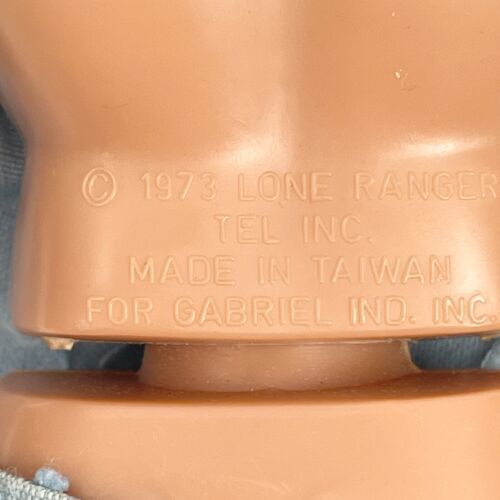 © 1973 LONE RANGER
TEL INC.
MADE IN TAIWAN
FOR GABRIEL IND. INC.